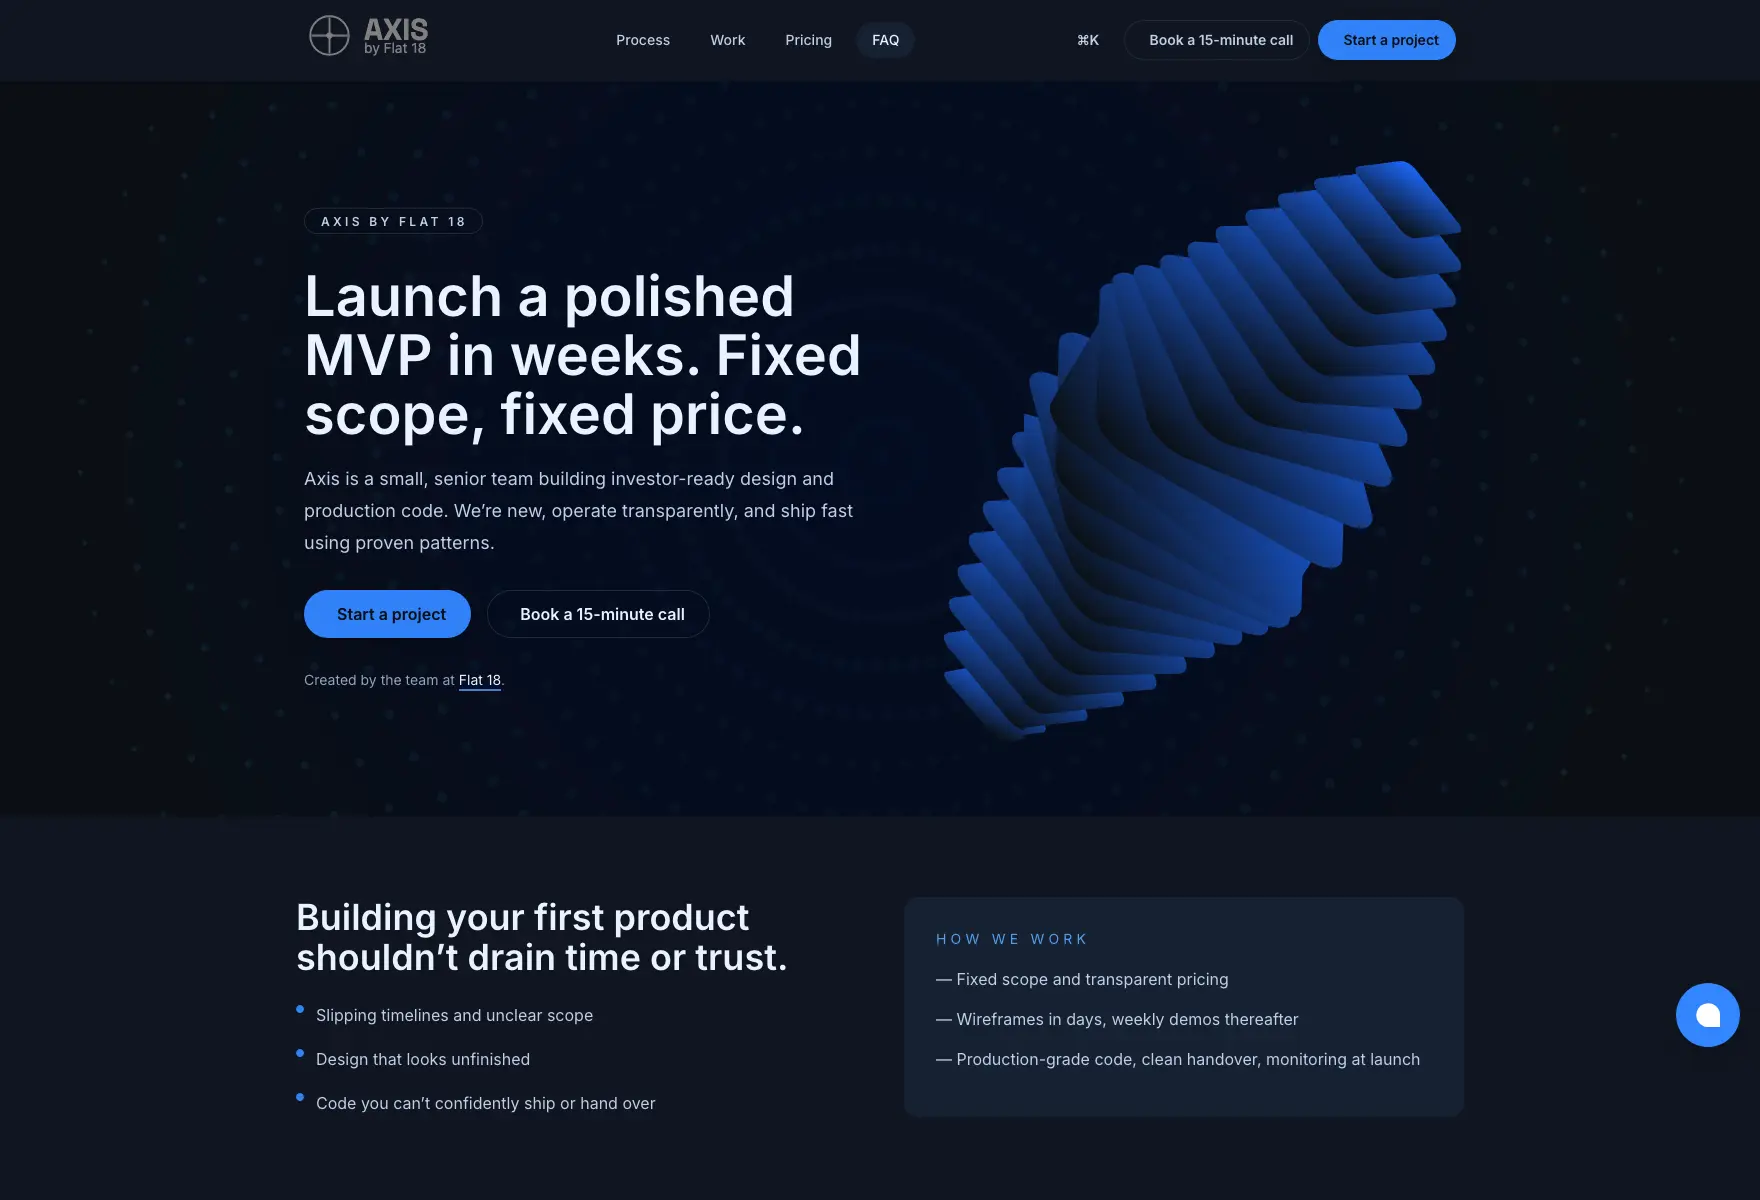 AXIS
by Flat 18
Process
Work
Pricing
FAQ
⌘K
Book a 15-minute call
Start a project
AXIS BY FLAT 18
Launch a polished
MVP in weeks. Fixed
scope, fixed price.
Axis is a small, senior team building investor-ready design and
production code. We’re new, operate transparently, and ship fast
using proven patterns.
Start a project
Book a 15-minute call
Created by the team at Flat 18.
Building your first product
shouldn’t drain time or trust.
Slipping timelines and unclear scope
Design that looks unfinished
Code you can’t confidently ship or hand over
HOW WE WORK
— Fixed scope and transparent pricing
— Wireframes in days, weekly demos thereafter
— Production-grade code, clean handover, monitoring at launch